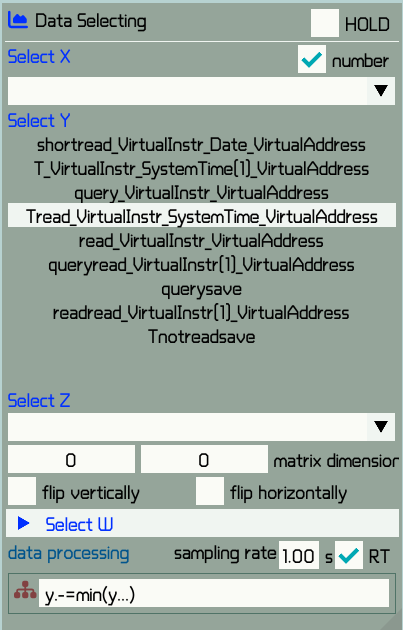 Data Selecting
HOLD
Select X
number
Select Y
shortread_VirtualInstr_Date_VirtualAddress
T_VirtualInstr_SystemTime(1)_VirtualAddress
query_VirtualInstr_VirtualAddress
Tread_VirtualInstr_SystemTime_VirtualAddress
read_VirtualInstr_VirtualAddress
queryread_VirtualInstr(1)_VirtualAddress
querysave
readread_VirtualInstr(1)_VirtualAddress
Tnotreadsave
Select Z
0 0 matrix dimension
flip vertically flip horizontally
Select W
data processing sampling rate 1.00 s RT
y.-=min(y...)